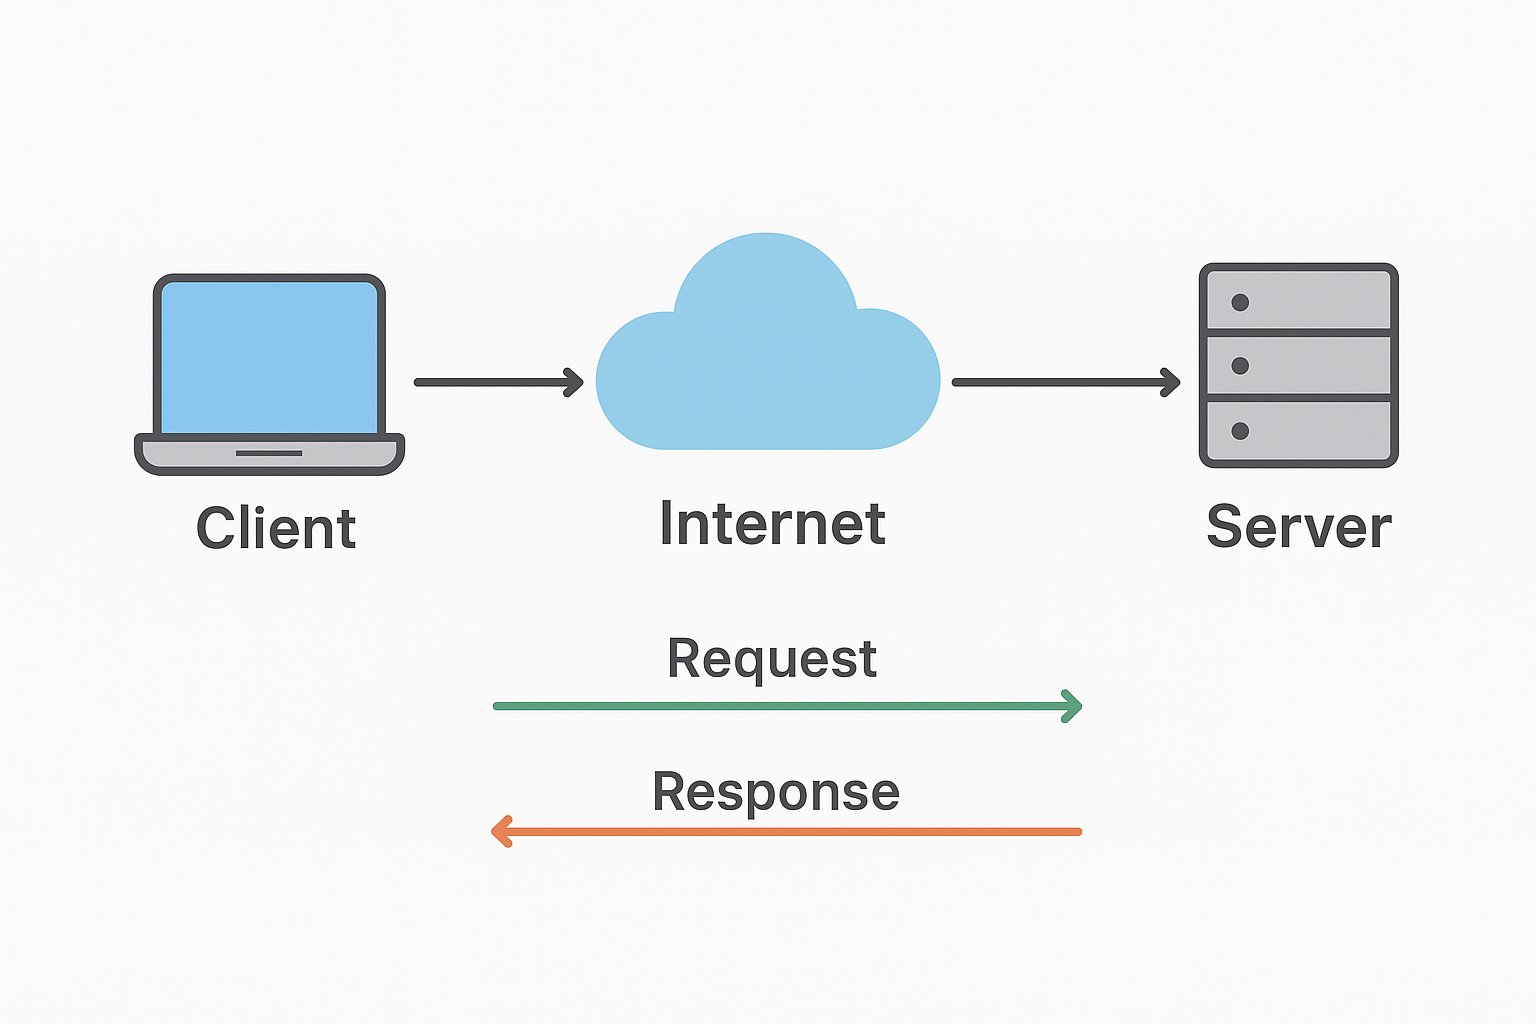 Client
Internet
Server
Request
Response